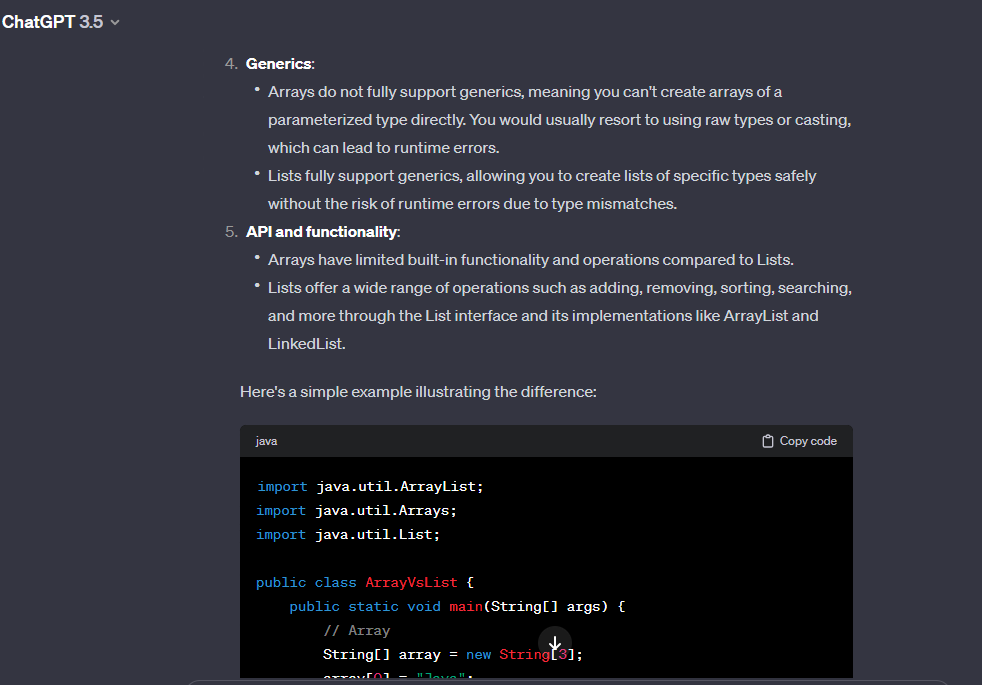 ChatGPT 3.5
4. Generics:
• Arrays do not fully support generics, meaning you can't create arrays of a
parameterized type directly. You would usually resort to using raw types or casting,
which can lead to runtime errors.
• Lists fully support generics, allowing you to create lists of specific types safely
without the risk of runtime errors due to type mismatches.
5. API and functionality:
• Arrays have limited built-in functionality and operations compared to Lists.
• Lists offer a wide range of operations such as adding, removing, sorting, searching,
and more through the List interface and its implementations like ArrayList and
LinkedList.
Here's a simple example illustrating the difference:
java Copy code
import java.util.ArrayList;
import java.util.Arrays;
import java.util.List;
public class ArrayVsList {
public static void main(String[] args) {
// Array
String[] array = new String[3];
array[0] = "Java";